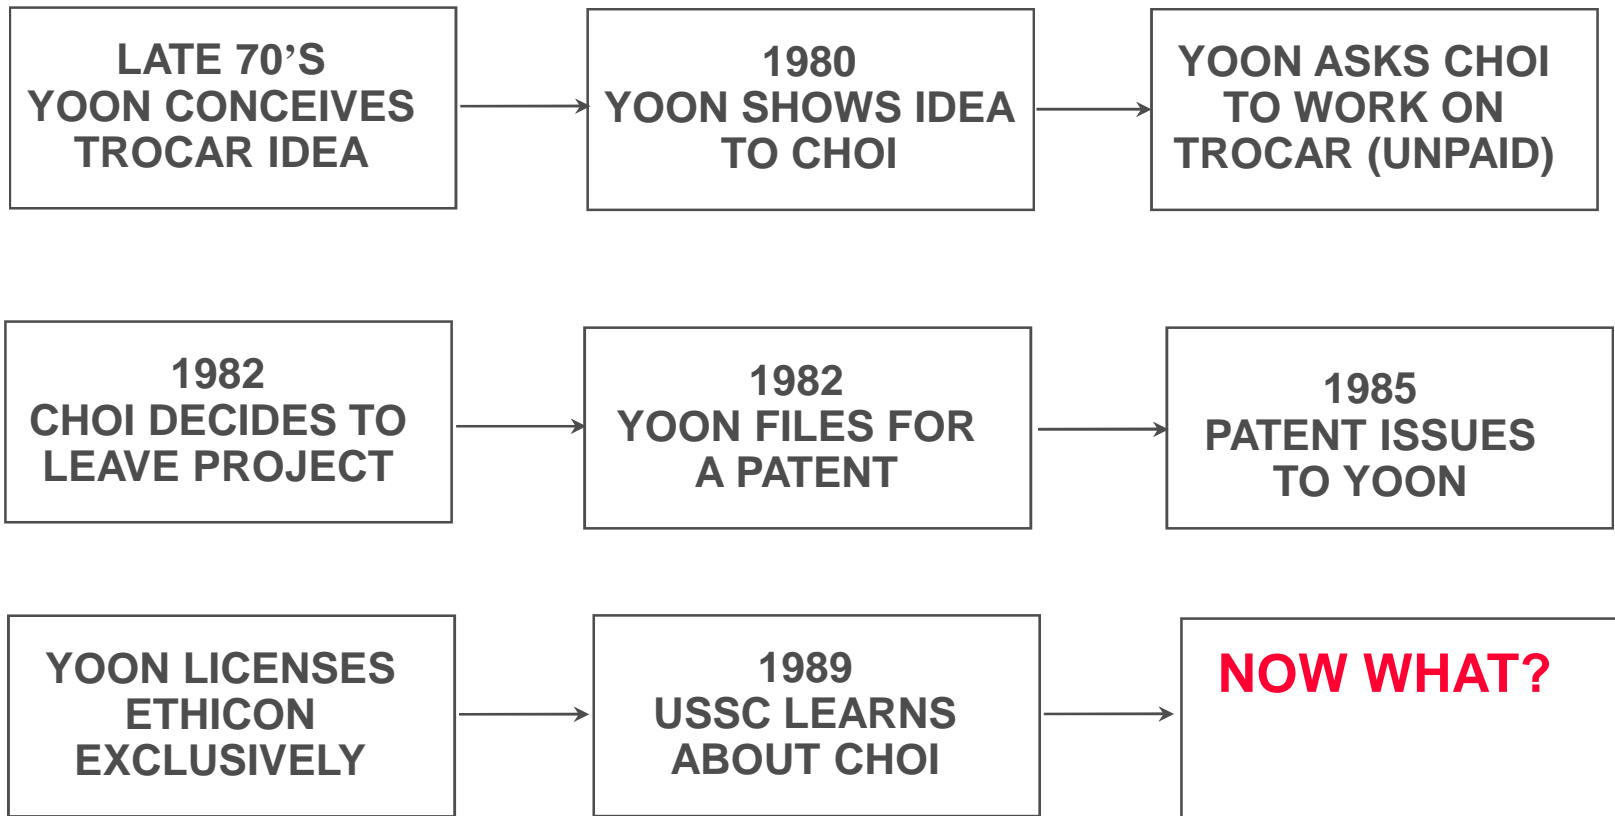 LATE 70’S
YOON CONCEIVES
TROCAR IDEA
1980
YOON SHOWS IDEA
TO CHOI
YOON ASKS CHOI
TO WORK ON
TROCAR (UNPAID)
1982
CHOI DECIDES TO
LEAVE PROJECT
1982
YOON FILES FOR
A PATENT
1985
PATENT ISSUES
TO YOON
YOON LICENSES
ETHICON
EXCLUSIVELY
1989
USSC LEARNS
ABOUT CHOI
NOW WHAT?